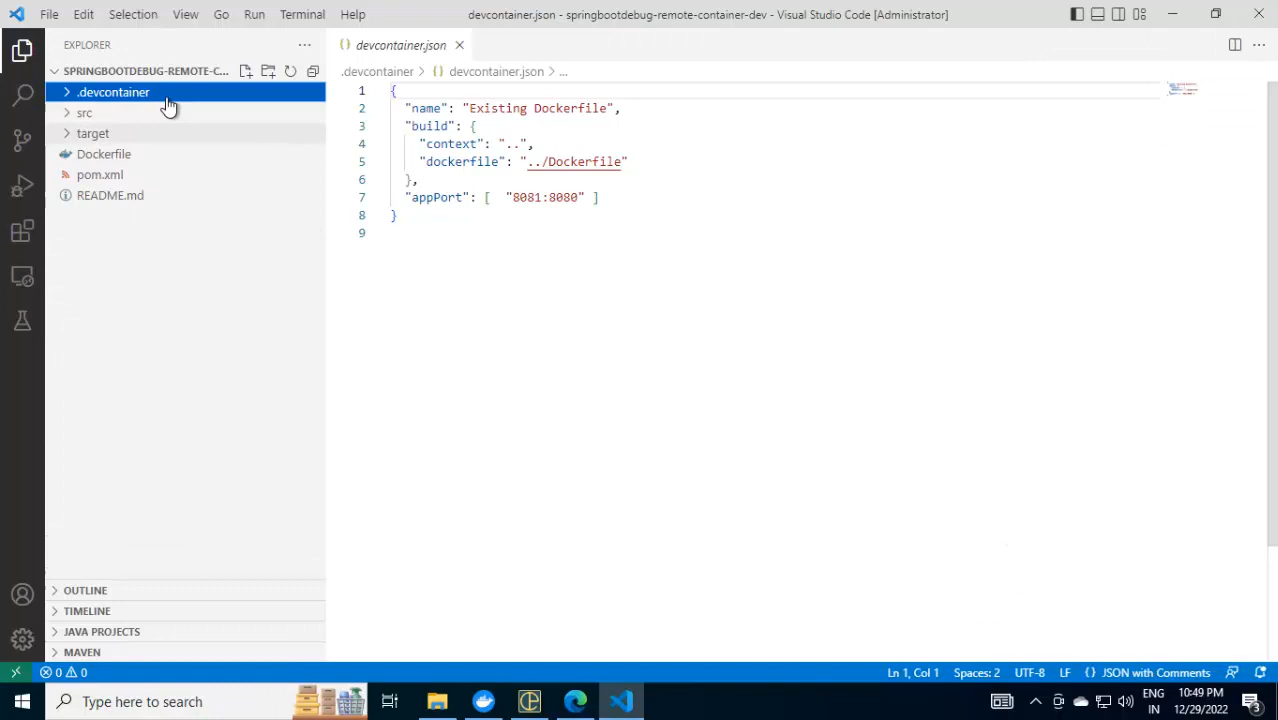 File Edit Selection View Go Run Terminal Help
devcontainer.json - springbootdebug-remote-container-dev - Visual Studio Code [Administrator]
EXPLORER
devcontainer.json
SPRINGBOOTDEBUG-REMOTE-C...
.devcontainer > devcontainer.json > ...
.devcontainer
src
target
Dockerfile
pom.xml
README.md
1 {
2 "name": "Existing Dockerfile",
3 "build": {
4 "context": "..",
5 "dockerfile": "../Dockerfile"
6 },
7 "appPort": [ "8081:8080" ]
8 }
9
OUTLINE
TIMELINE
JAVA PROJECTS
MAVEN
0 0
Ln 1, Col 1 Spaces: 2 UTF-8 LF {} JSON with Comments
Type here to search
ENG
IN
10:49 PM
12/29/2022
3